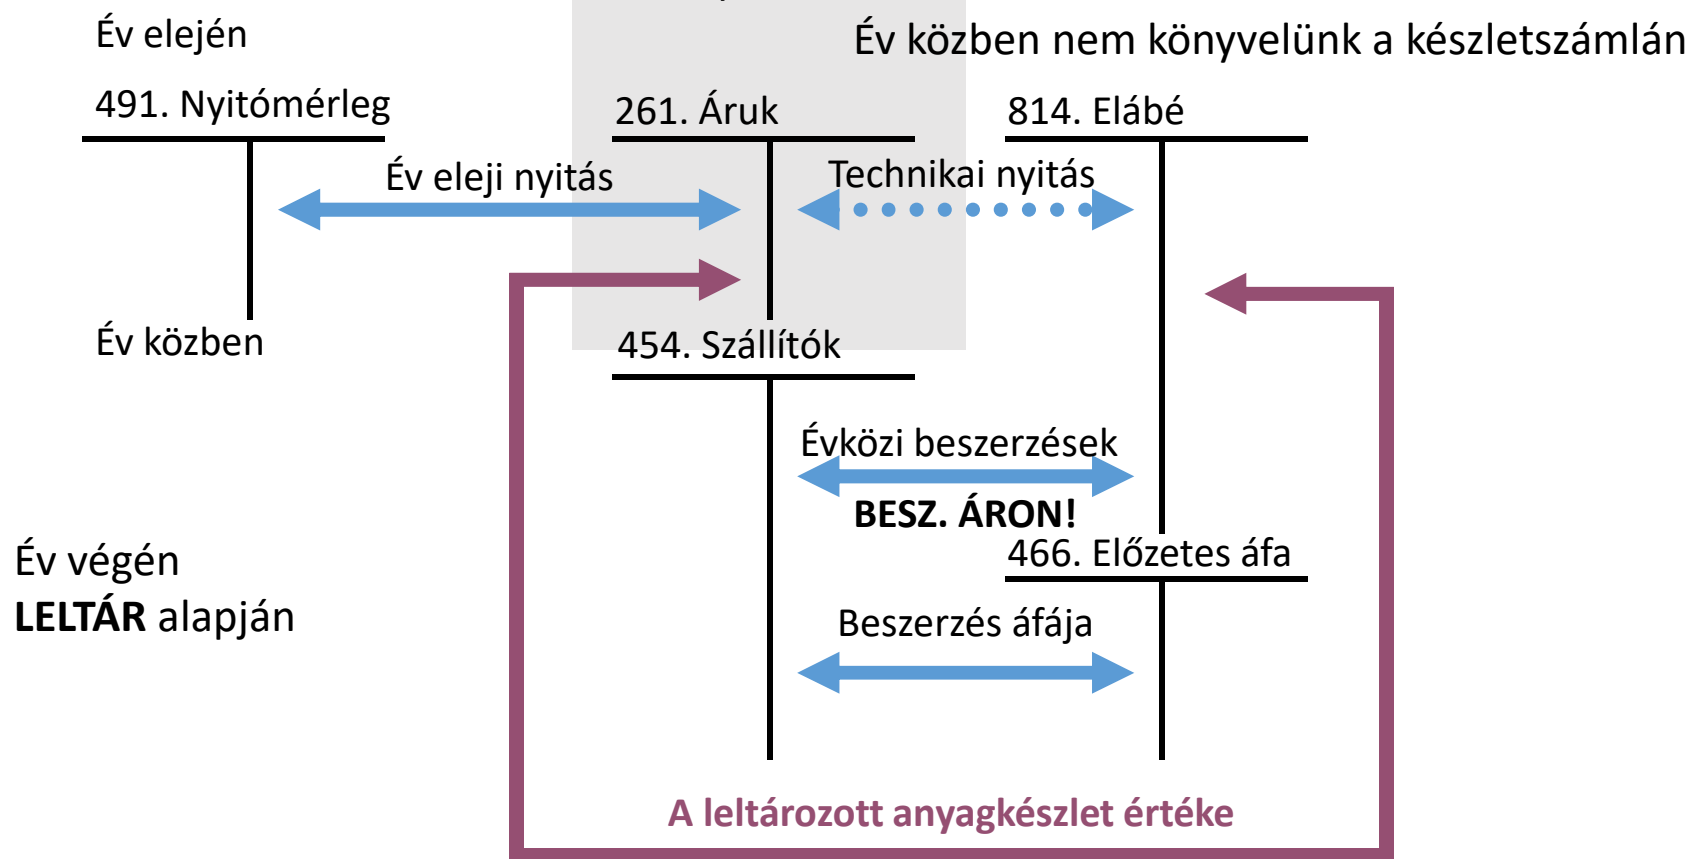 Év elején
Év közben nem könyvelünk a készletszámlán
491. Nyitómérleg
261. Áruk
814. Elábé
Év eleji nyitás
Technikai nyitás
Év közben
454. Szállítók
Évközi beszerzések
BESZ. ÁRON!
466. Előzetes áfa
Év végén
LELTÁR alapján
Beszerzés áfája
A leltározott anyagkészlet értéke